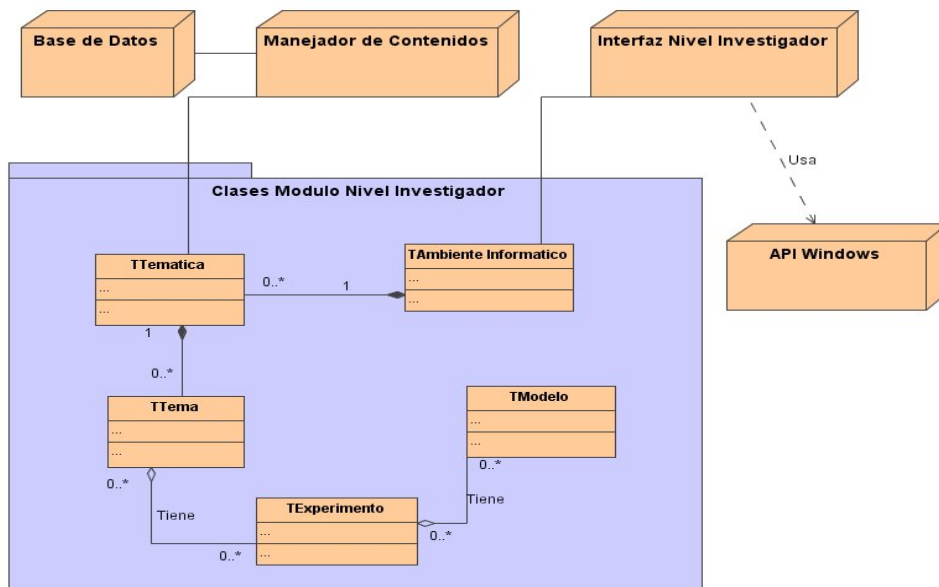 Base de Datos
Manejador de Contenidos
Interfaz Nivel Investigador
Usa
Clases Modulo Nivel Investigador
API Windows
TTematica
...
...
TAmbiente Informatico
...
...
0..*
1
1
0..*
TTema
...
...
TModelo
...
...
0..*
0..*
Tiene
Tiene
TExperimento
...
...
0..*
0..*